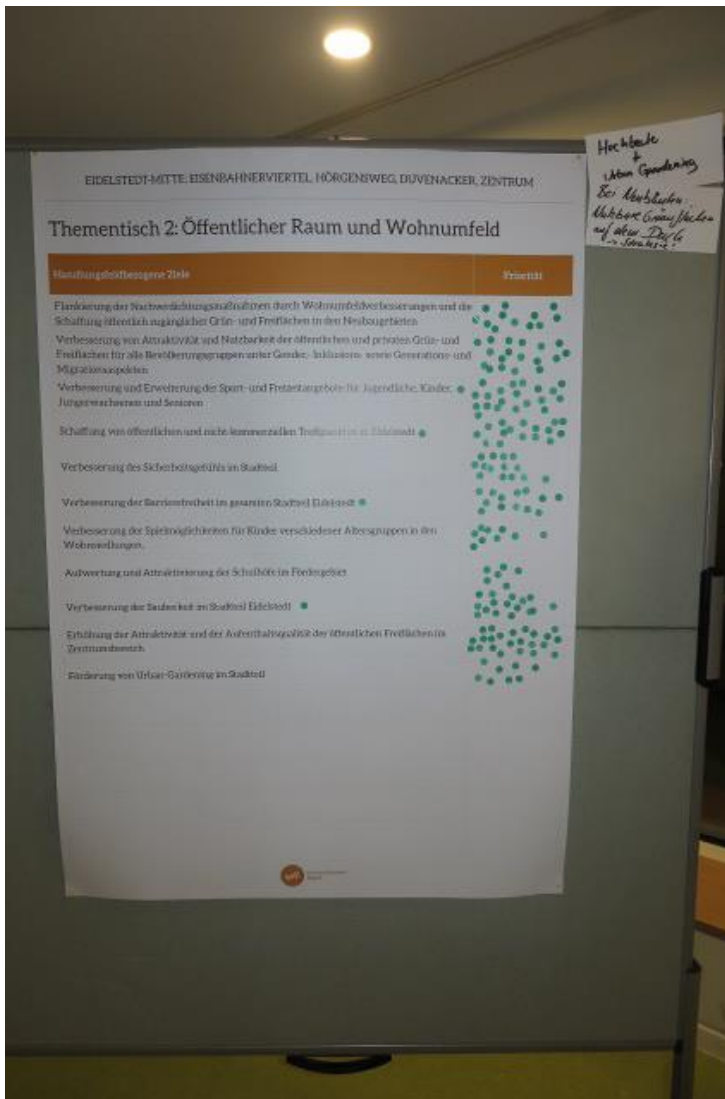 EIDELSTEDT-MITTE: EISENBAHNERVIERTEL, HÖRGENSWEG, DUVENACKER, ZENTRUM
Thementisch 2: Öffentlicher Raum und Wohnumfeld
Handlungsfeldbezogene Ziele Priorität
Flankierung der Nachverdichtungsmaßnahmen durch Wohnumfeldverbesserungen und die
Schaffung öffentlich zugänglicher Grün- und Freiflächen in den Neubaugebieten
Verbesserung von Attraktivität und Nutzbarkeit der öffentlichen und privaten Grün- und
Freiflächen für alle Bevölkerungsgruppen unter Gender-, Inklusions- sowie Generations- und
Migrationsaspekten
Verbesserung und Erweiterung der Sport- und Freizeitangebote für Jugendliche, Kinder,
Jungerwachsenen und Senioren
Schaffung von öffentlichen und nicht-kommerziellen Treffpunkten in Eidelstedt
Verbesserung des Sicherheitsgefühls im Stadtteil
Verbesserung der Barrierefreiheit im gesamten Stadtteil Eidelstedt
Verbesserung der Spielmöglichkeiten für Kinder verschiedener Altersgruppen in den
Wohnsiedlungen.
Aufwertung und Attraktivierung der Schulhöfe im Fördergebiet
Verbesserung der Sauberkeit im Stadtteil Eidelstedt
Erhöhung der Attraktivität und der Aufenthaltsqualität der öffentlichen Freiflächen im
Zentrumsbereich
Förderung von Urban-Gardening im Stadtteil
Hochbeete
+
Urban Gardening
Bei Neubauten
Nutzbare Grünflächen
auf dem Dach